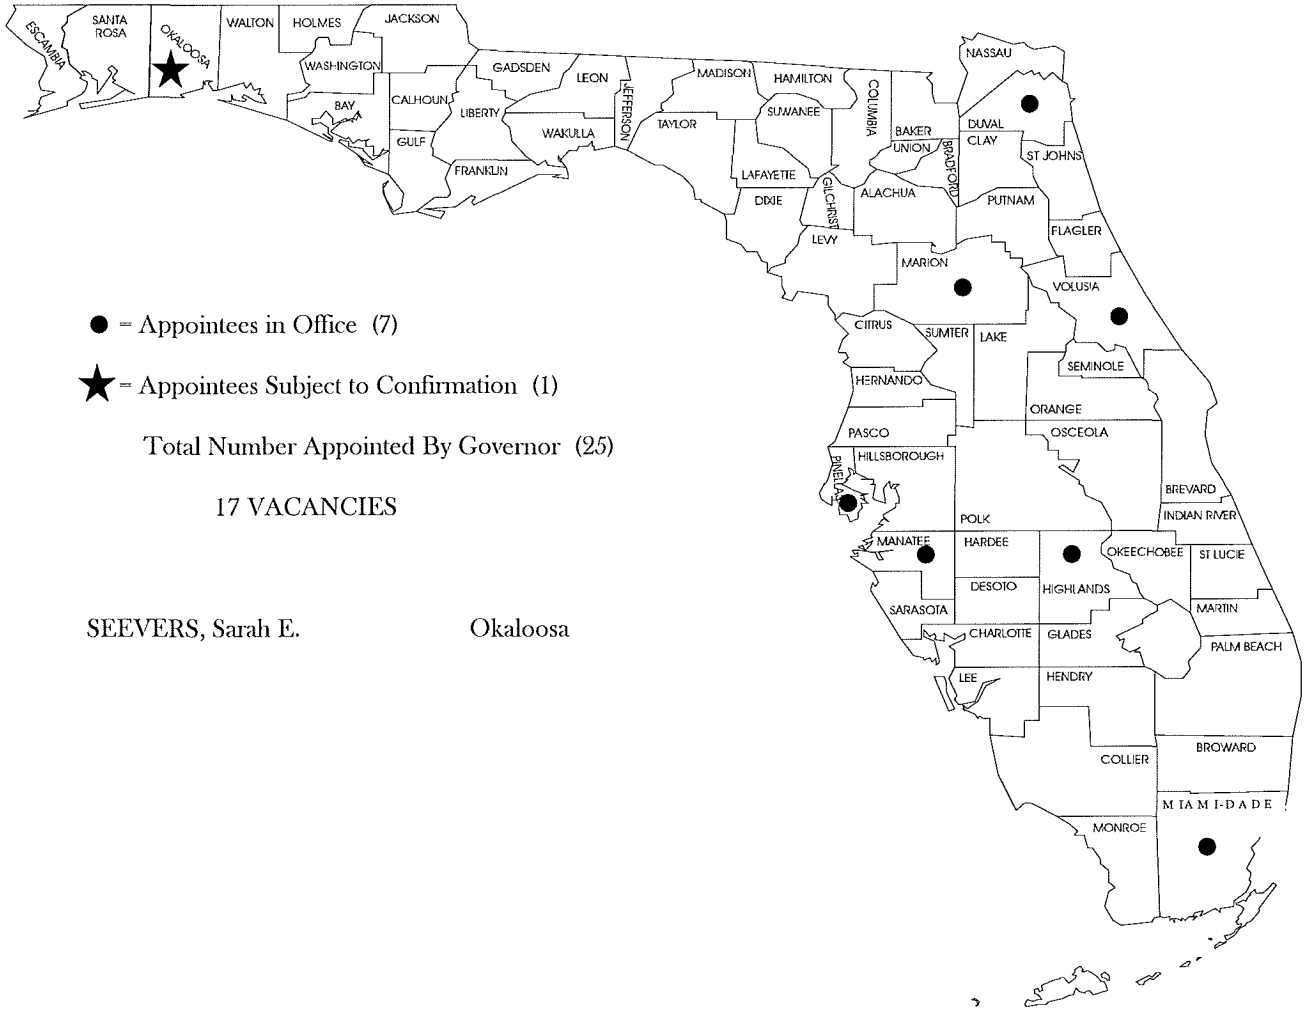 ESCAMBIA
SANTA ROSA
OKALOOSA
WALTON
HOLMES
JACKSON
WASHINGTON
BAY
CALHOUN
GULF
LIBERTY
GADSDEN
FRANKLIN
LEON
WAKULLA
JEFFERSON
TAYLOR
MADISON
HAMILTON
SUWANEE
LAFAYETTE
DIXIE
COLUMBIA
GILCHRIST
BAKER
UNION
BRADFORD
ALACHUA
LEVY
NASSAU
DUVAL
CLAY
ST JOHNS
PUTNAM
FLAGLER
MARION
VOLUSIA
CITRUS
SUMTER
LAKE
SEMINOLE
HERNANDO
ORANGE
PASCO
OSCEOLA
PINELLAS
HILLSBOROUGH
BREVARD
POLK
INDIAN RIVER
MANATEE
HARDEE
OKEECHOBEE
ST LUCIE
DESOTO
HIGHLANDS
SARASOTA
MARTIN
CHARLOTTE
GLADES
PALM BEACH
LEE
HENDRY
COLLIER
BROWARD
MIAMI-DADE
MONROE
= Appointees in Office (7)
= Appointees Subject to Confirmation (1)
Total Number Appointed By Governor (25)
17 VACANCIES
SEEVERS, Sarah E. Okaloosa